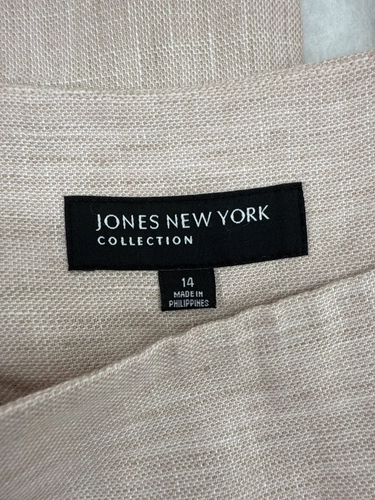 JONES NEW YORK
COLLECTION
14
MADE IN
PHILIPPINES